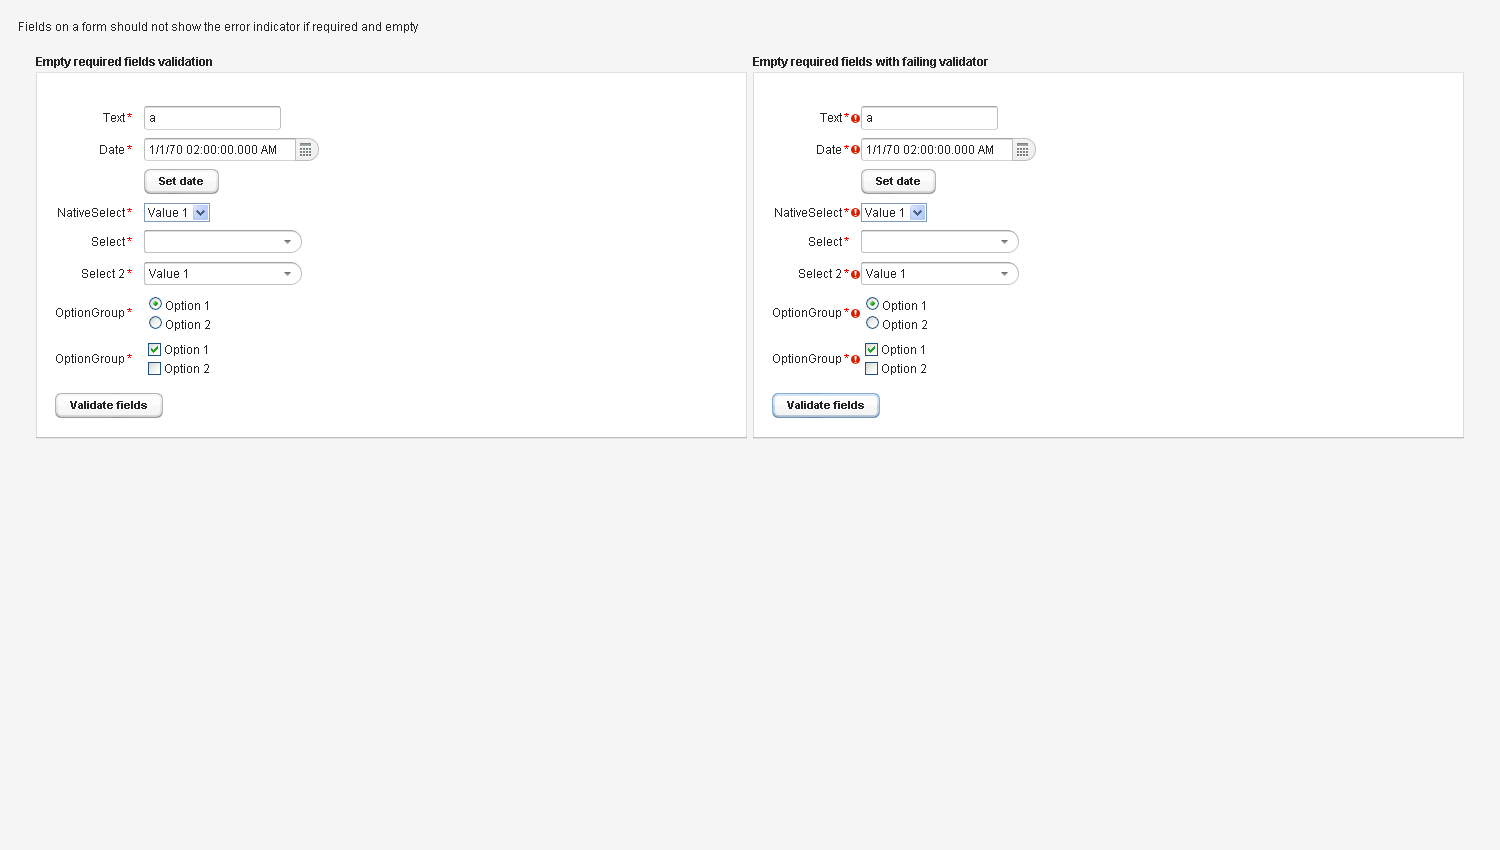 Fields on a form should not show the error indicator if required and empty
Empty required fields validation
Text*
a
Date*
1/1/70 02:00:00.000 AM
Set date
NativeSelect*
Value 1
Select*
Select 2*
Value 1
OptionGroup*
Option 1
Option 2
OptionGroup*
Option 1
Option 2
Validate fields
Empty required fields with failing validator
Text*
a
Date*
1/1/70 02:00:00.000 AM
Set date
NativeSelect*
Value 1
Select*
Select 2*
Value 1
OptionGroup*
Option 1
Option 2
OptionGroup*
Option 1
Option 2
Validate fields